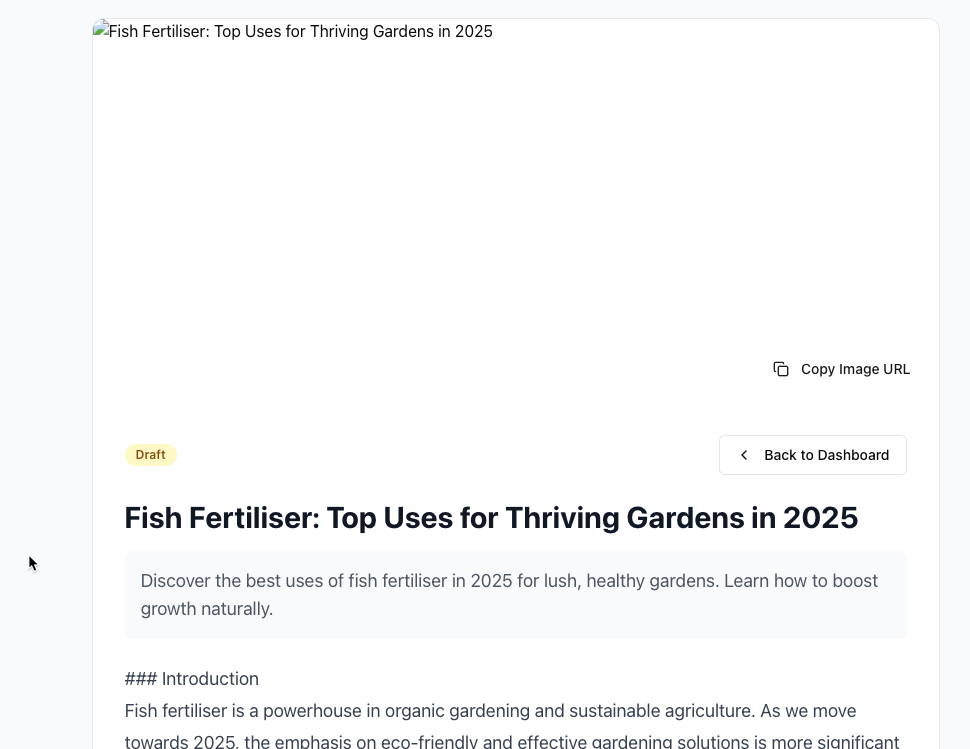 Fish Fertiliser: Top Uses for Thriving Gardens in 2025
Copy Image URL
Draft
Back to Dashboard
Fish Fertiliser: Top Uses for Thriving Gardens in 2025
Discover the best uses of fish fertiliser in 2025 for lush, healthy gardens. Learn how to boost
growth naturally.
### Introduction
Fish fertiliser is a powerhouse in organic gardening and sustainable agriculture. As we move
towards 2025, the emphasis on eco-friendly and effective gardening solutions is more significant